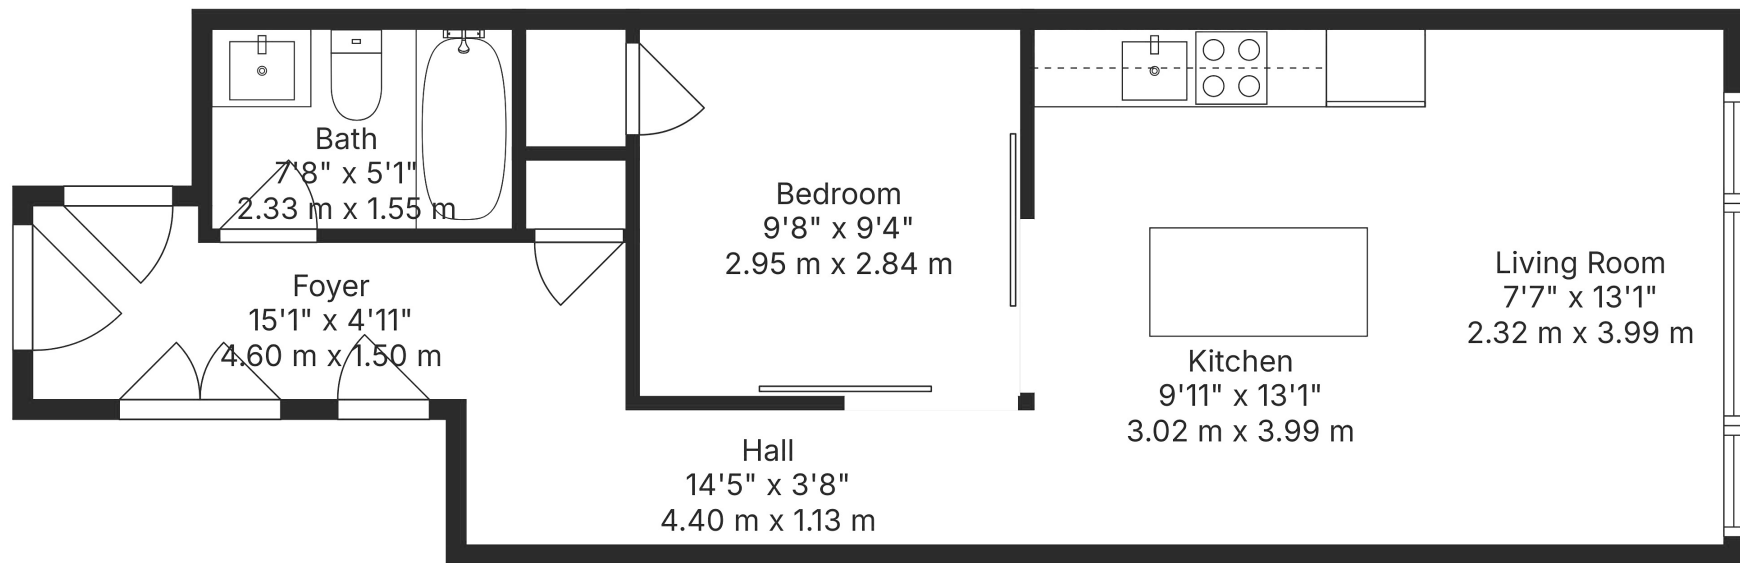 Bath
7'8" x 5'1"
2.33 m x 1.55 m
Bedroom
9'8" x 9'4"
2.95 m x 2.84 m
Living Room
7'7" x 13'1"
2.32 m x 3.99 m
Foyer
15'1" x 4'11"
4.60 m x 1.50 m
Kitchen
9'11" x 13'1"
3.02 m x 3.99 m
Hall
14'5" x 3'8"
4.40 m x 1.13 m